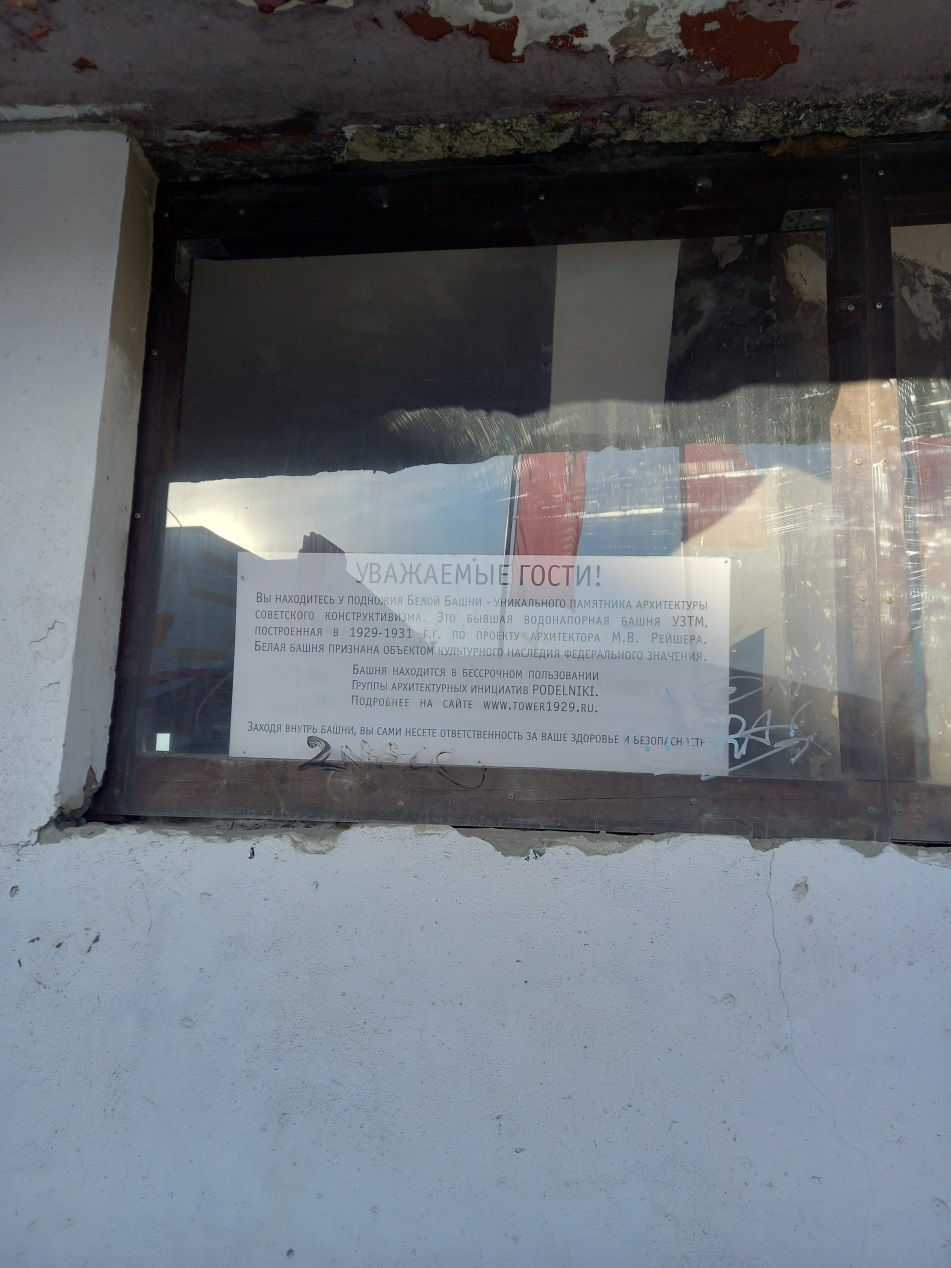 УВАЖАЕМЫЕ ГОСТИ!
Вы находитесь у подножия Белой Башни - уникального памятника архитектуры
советского конструктивизма. Это бывшая водонапорная башня УЗТМ,
построенная в 1929-1931 г.г. по проекту архитектора М.В. Рейшера.
Белая башня признана объектом культурного наследия федерального значения.
Башня находится в бессрочном пользовании
Группы архитектурных инициатив PODELNIKI.
Подробнее на сайте www.tower1929.ru.
Заходя внутрь башни, вы сами несете ответственность за ваше здоровье и безопасность